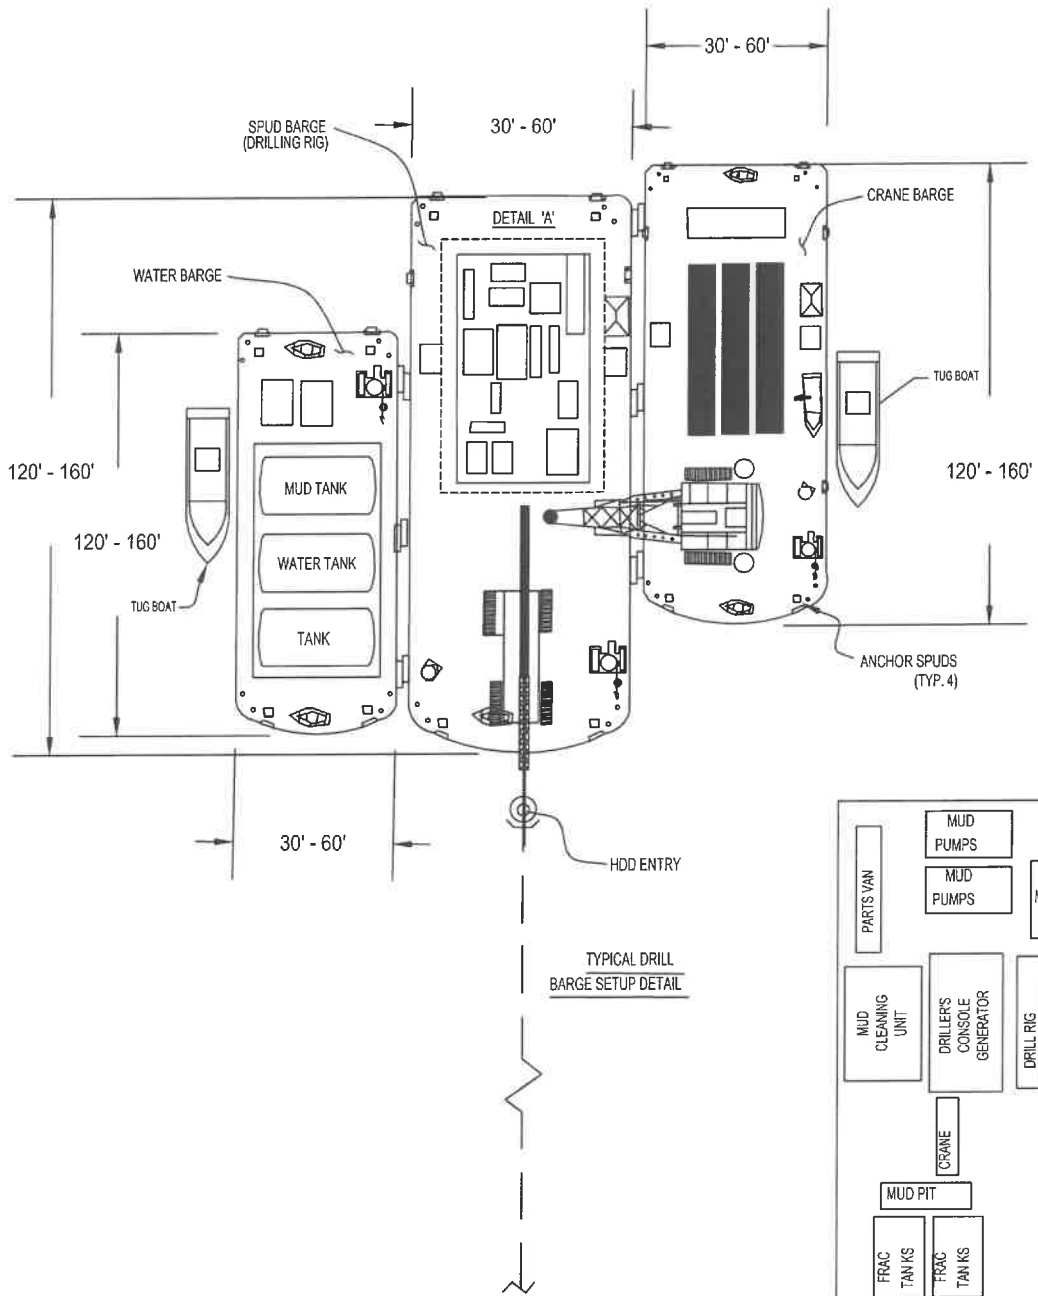 30' - 60'
30' - 60'
SPUD BARGE
(DRILLING RIG)
DETAIL 'A'
CRANE BARGE
WATER BARGE
TUG BOAT
120' - 160'
120' - 160'
120' - 160'
MUD TANK
WATER TANK
TANK
TUG BOAT
ANCHOR SPUDS
(TYP. 4)
30' - 60'
HDD ENTRY
TYPICAL DRILL
BARGE SETUP DETAIL
MUD
PUMPS
MUD
PUMPS
PARTS VAN
MUD
CLEANING
UNIT
DRILLER'S
CONSOLE
GENERATOR
DRILL RIG
CRANE
MUD PIT
FRAC
TANKS
FRAC
TANKS